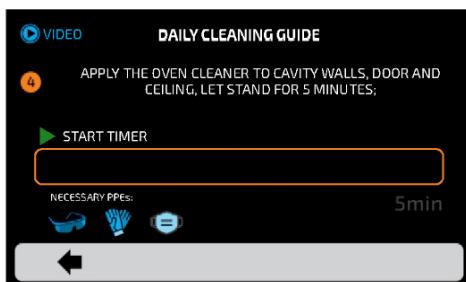 VIDEO
DAILY CLEANING GUIDE
4
APPLY THE OVEN CLEANER TO CAVITY WALLS, DOOR AND
CEILING, LET STAND FOR 5 MINUTES;
START TIMER
NECESSARY PPEs:
5min